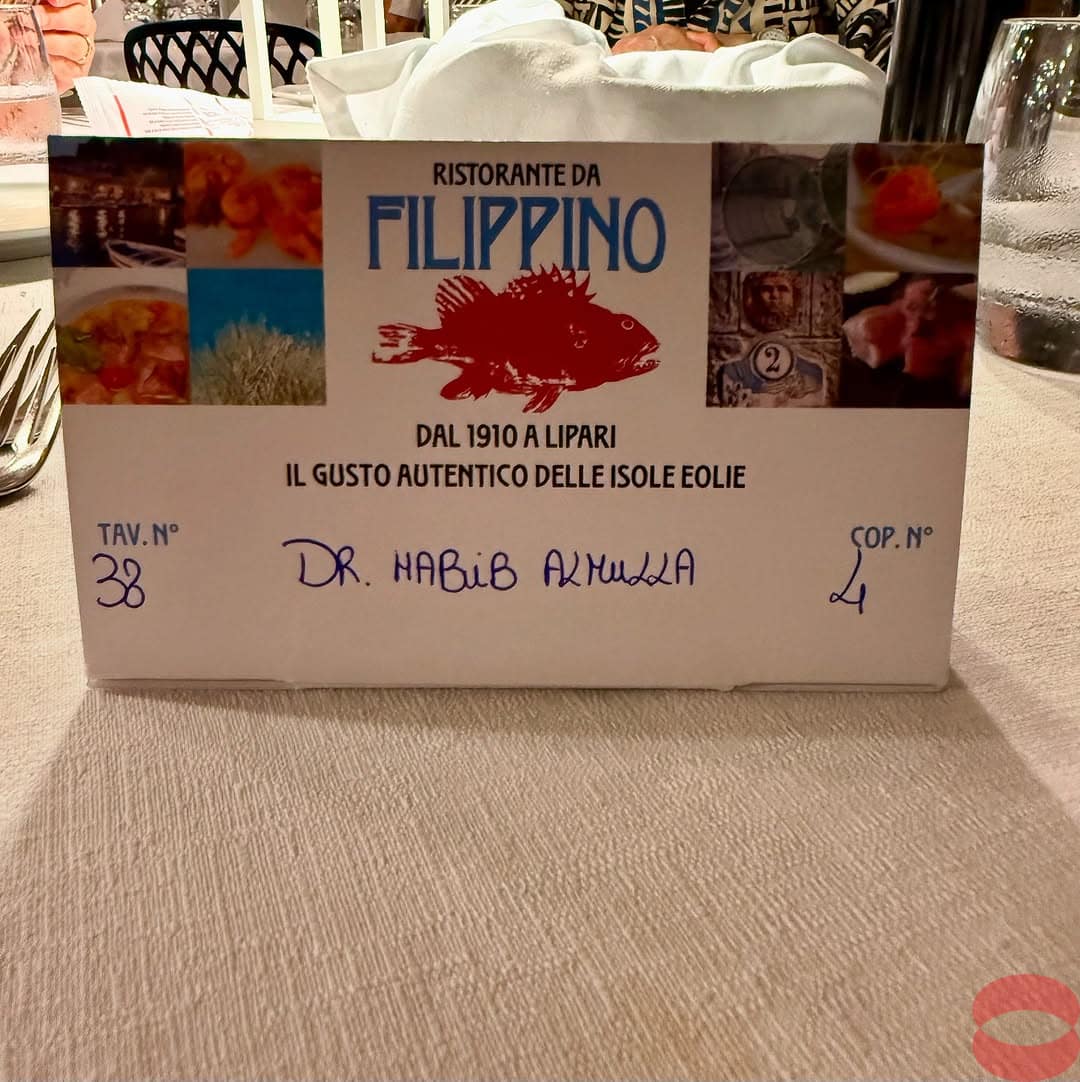 RISTORANTE DA
FILIPPINO
2
DAL 1910 A LIPARI
IL GUSTO AUTENTICO DELLE ISOLE EOLIE
TAV. N°
COP. N°
38
DR. HABiB ALMuLLA
4